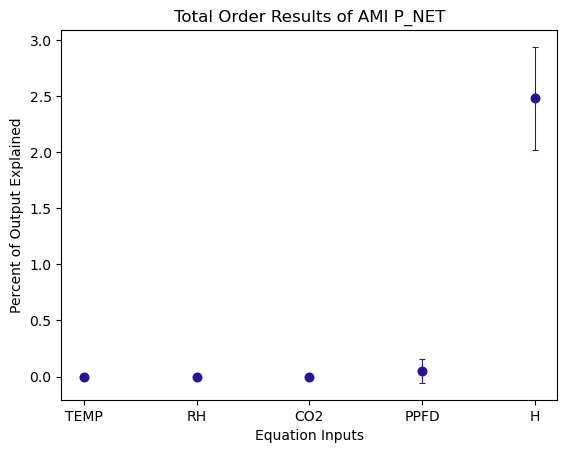 Total Order Results of AMI P_NET
Percent of Output Explained
3.0
2.5
2.0
1.5
1.0
0.5
0.0
TEMP RH CO2 PPFD H
Equation Inputs